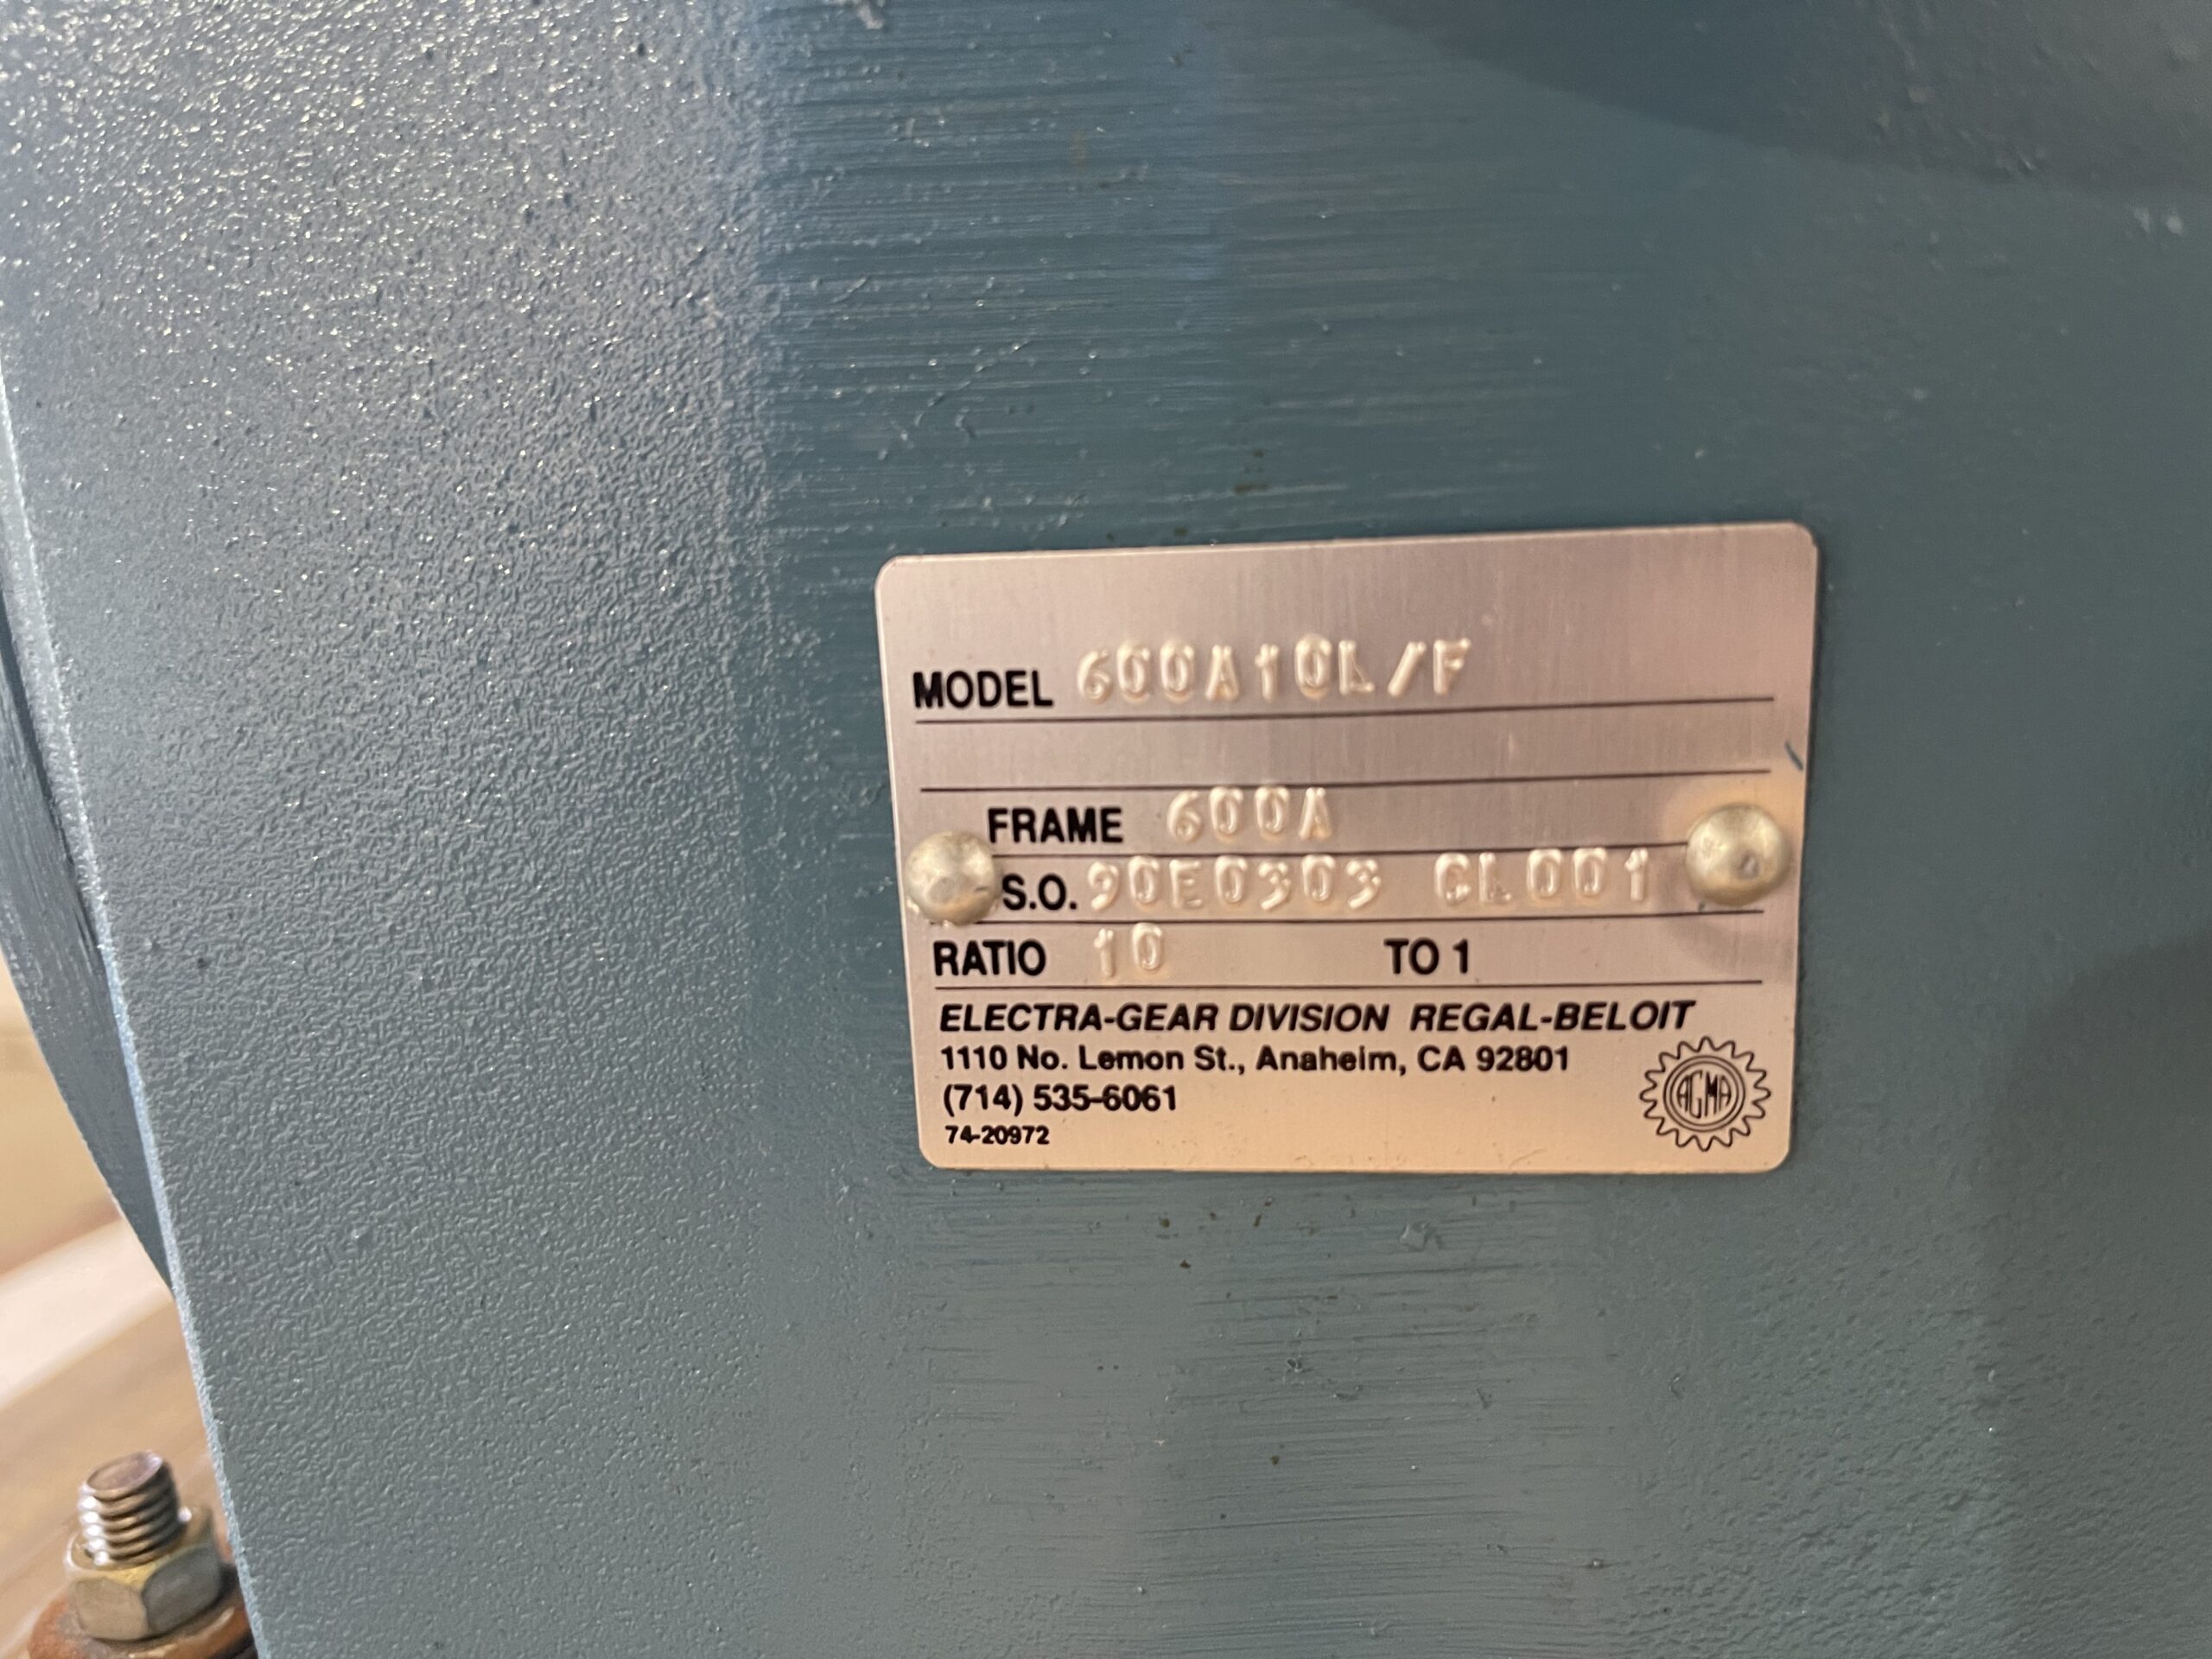 MODEL 600A10L/F
FRAME 600A
S.O. 90E0303 CL001
RATIO 10 TO 1
ELECTRA-GEAR DIVISION REGAL-BELOIT
1110 No. Lemon St., Anaheim, CA 92801
(714) 535-6061
74-20972
AGMA